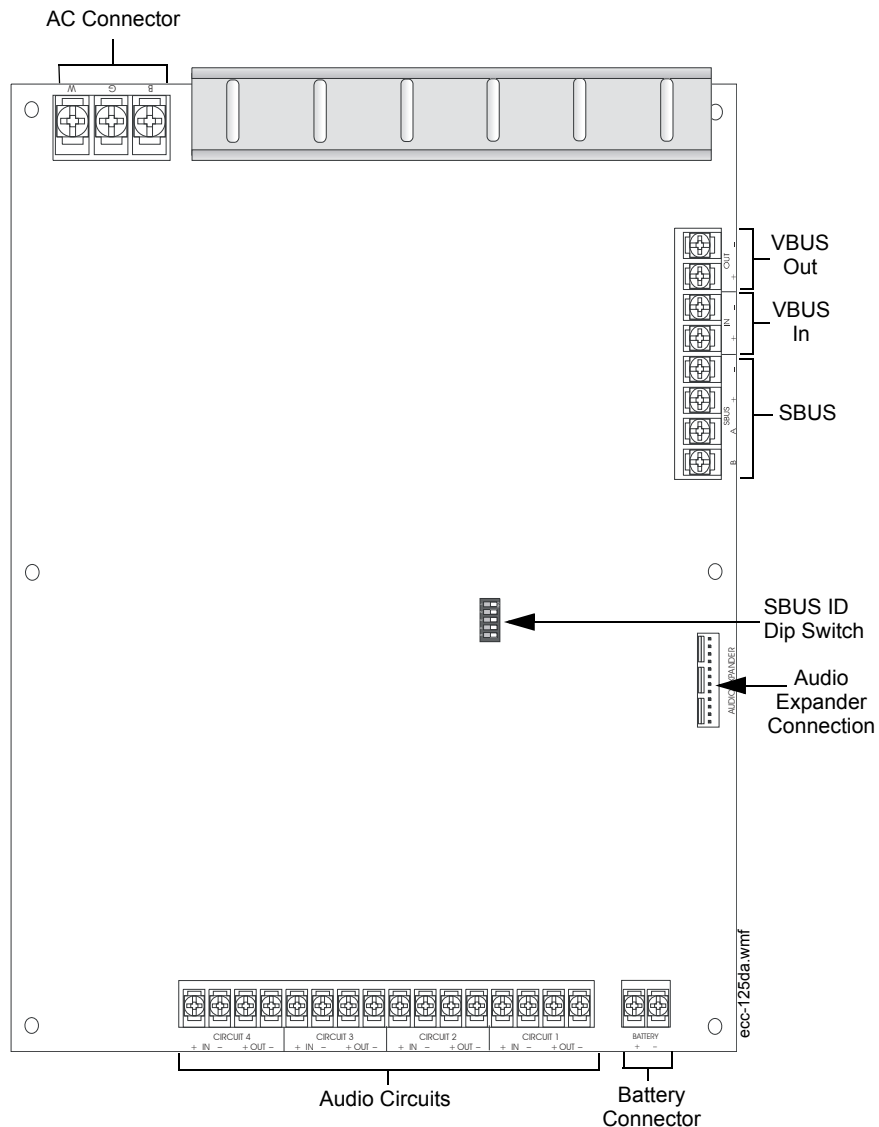 AC Connector
W G B
VBUS
Out
OUT
- +
VBUS
In
IN
- +
SBUS
SBUS
- + A B
SBUS ID
Dip Switch
Audio
Expander
Connection
AUDIO EXPANDER
ecc-125da.wmf
CIRCUIT 4 CIRCUIT 3 CIRCUIT 2 CIRCUIT 1 BATTERY
+ IN – + OUT – + IN – + OUT – + IN – + OUT – + IN – + OUT – + -
Audio Circuits
Battery
Connector